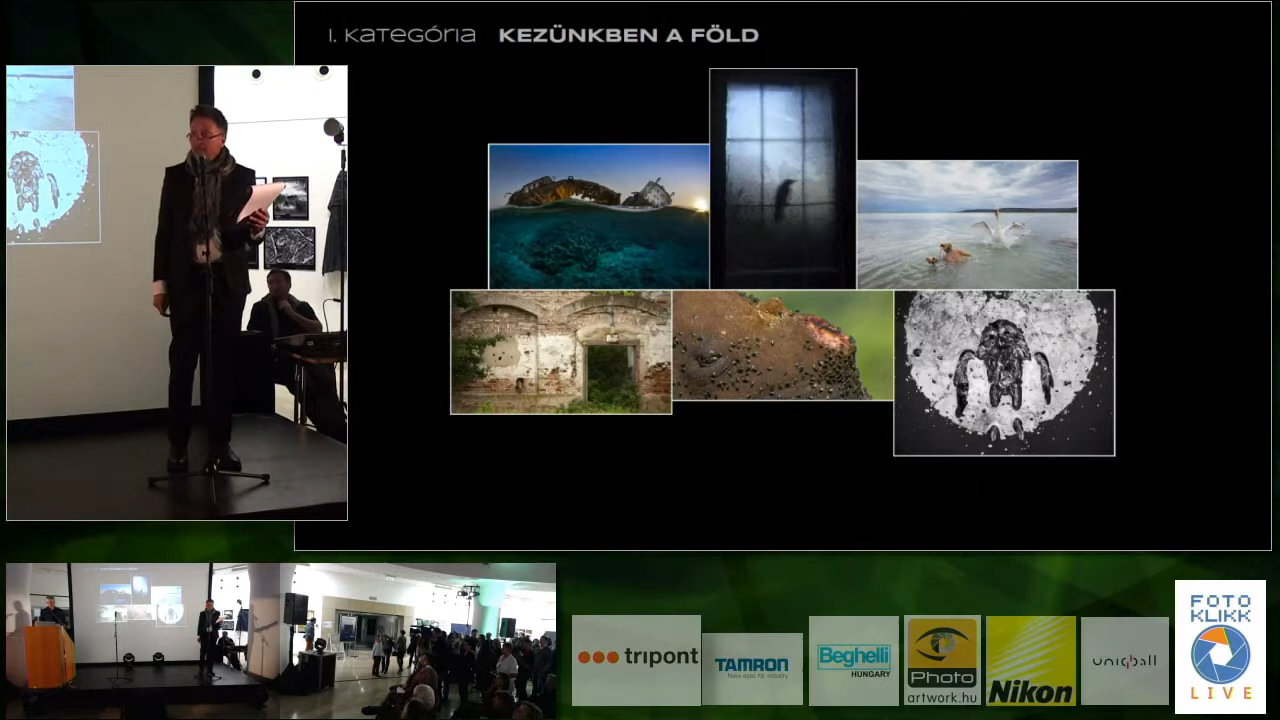 I. KATEGÓRIA KEZÜNKBEN A FÖLD
tripont
TAMRON
New eyes for industry
Beghelli
HUNGARY
Photo
artwork.hu
Nikon
uniqball
FOTO
KLIKK
LIVE